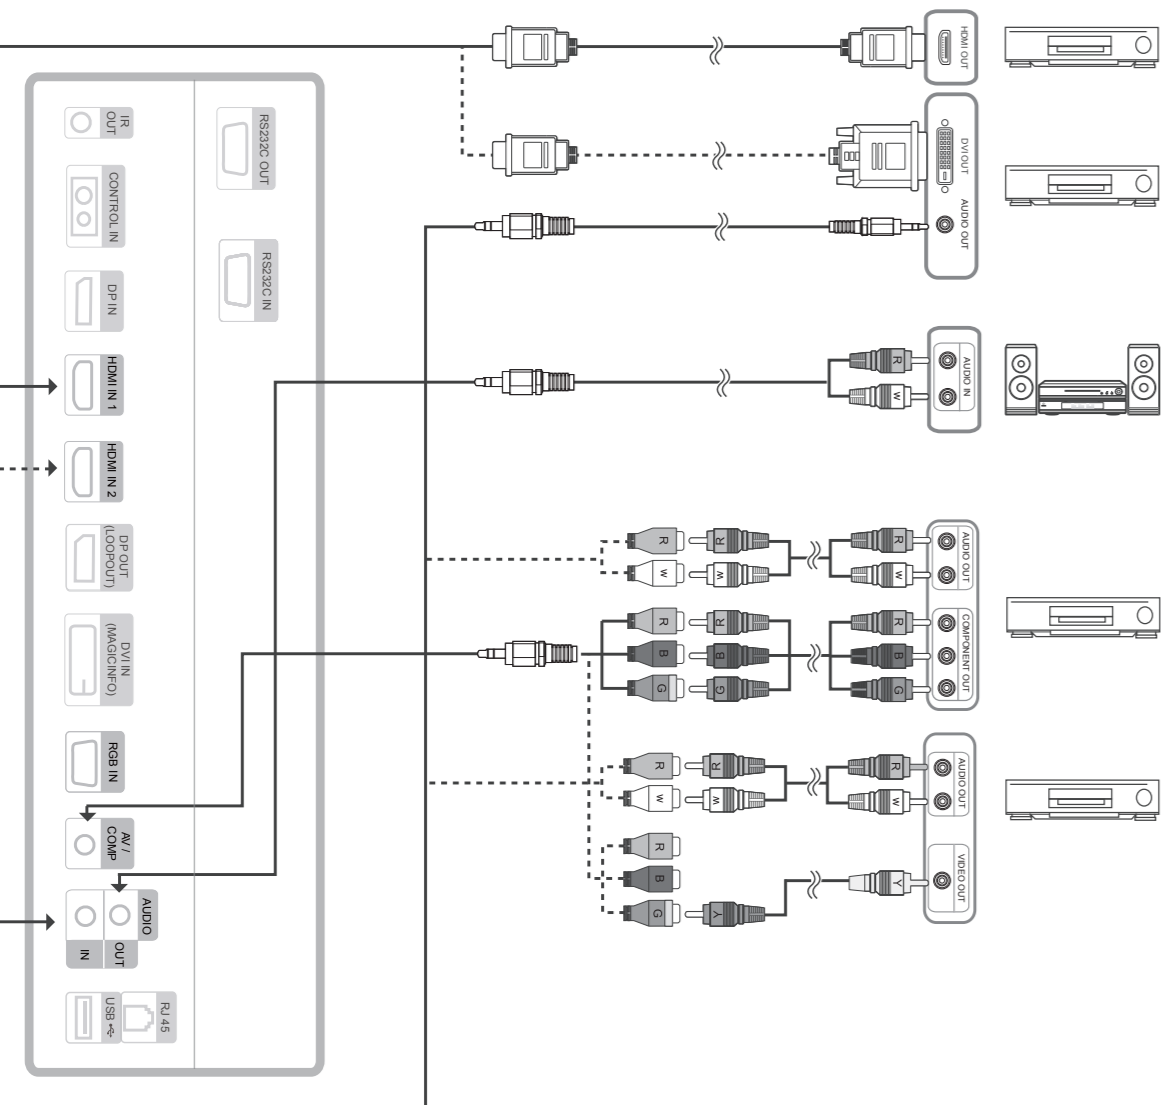 IR
OUT
CONTROL IN
DP IN
HDMI IN 1
HDMI IN 2
DP OUT
(LOOPOUT)
DVI IN
(MAGICINFO)
RGB IN
AV /
COMP
AUDIO
OUT
IN
USB
RJ 45
RS232C OUT
RS232C IN
HDMI OUT
DVI OUT
AUDIO OUT
R
W
AUDIO IN
R
R
R
AUDIO OUT
W
W
W
R
R
R
COMPONENT OUT
B
B
B
G
G
G
R
R
R
AUDIO OUT
W
W
W
R
B
G
Y
Y
VIDEO OUT